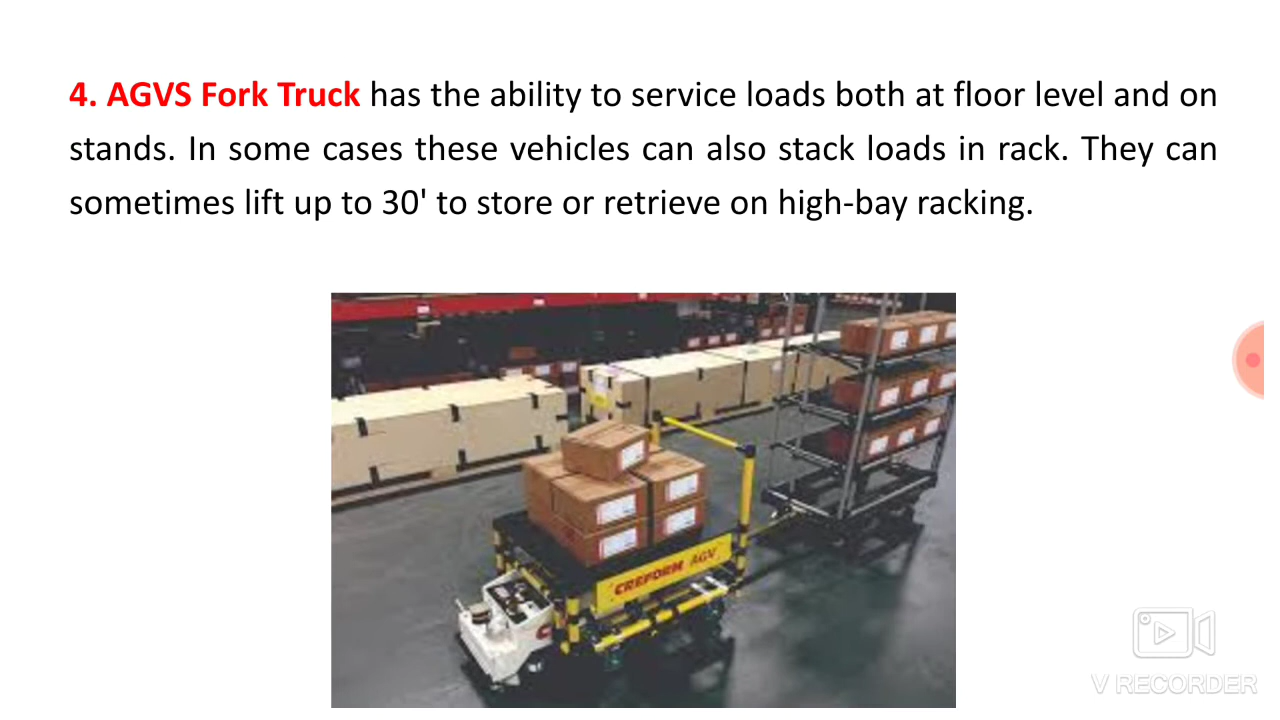 4. AGVS Fork Truck has the ability to service loads both at floor level and on
stands. In some cases these vehicles can also stack loads in rack. They can
sometimes lift up to 30' to store or retrieve on high-bay racking.
CREFORM AGV
V RECORDER